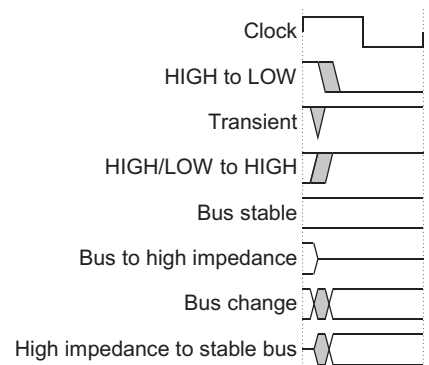 Clock
HIGH to LOW
Transient
HIGH/LOW to HIGH
Bus stable
Bus to high impedance
Bus change
High impedance to stable bus